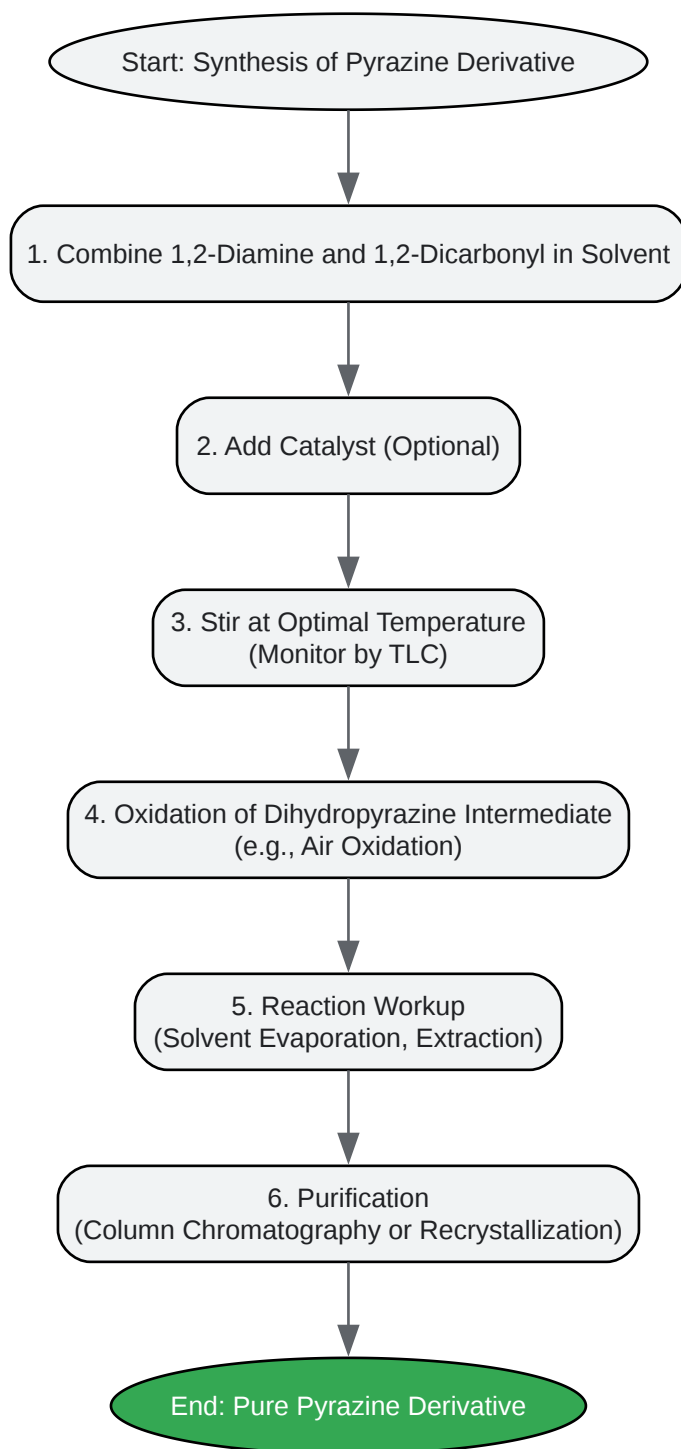 Start: Synthesis of Pyrazine Derivative
1. Combine 1,2-Diamine and 1,2-Dicarbonyl in Solvent
2. Add Catalyst (Optional)
3. Stir at Optimal Temperature
(Monitor by TLC)
4. Oxidation of Dihydropyrazine Intermediate
(e.g., Air Oxidation)
5. Reaction Workup
(Solvent Evaporation, Extraction)
6. Purification
(Column Chromatography or Recrystallization)
End: Pure Pyrazine Derivative